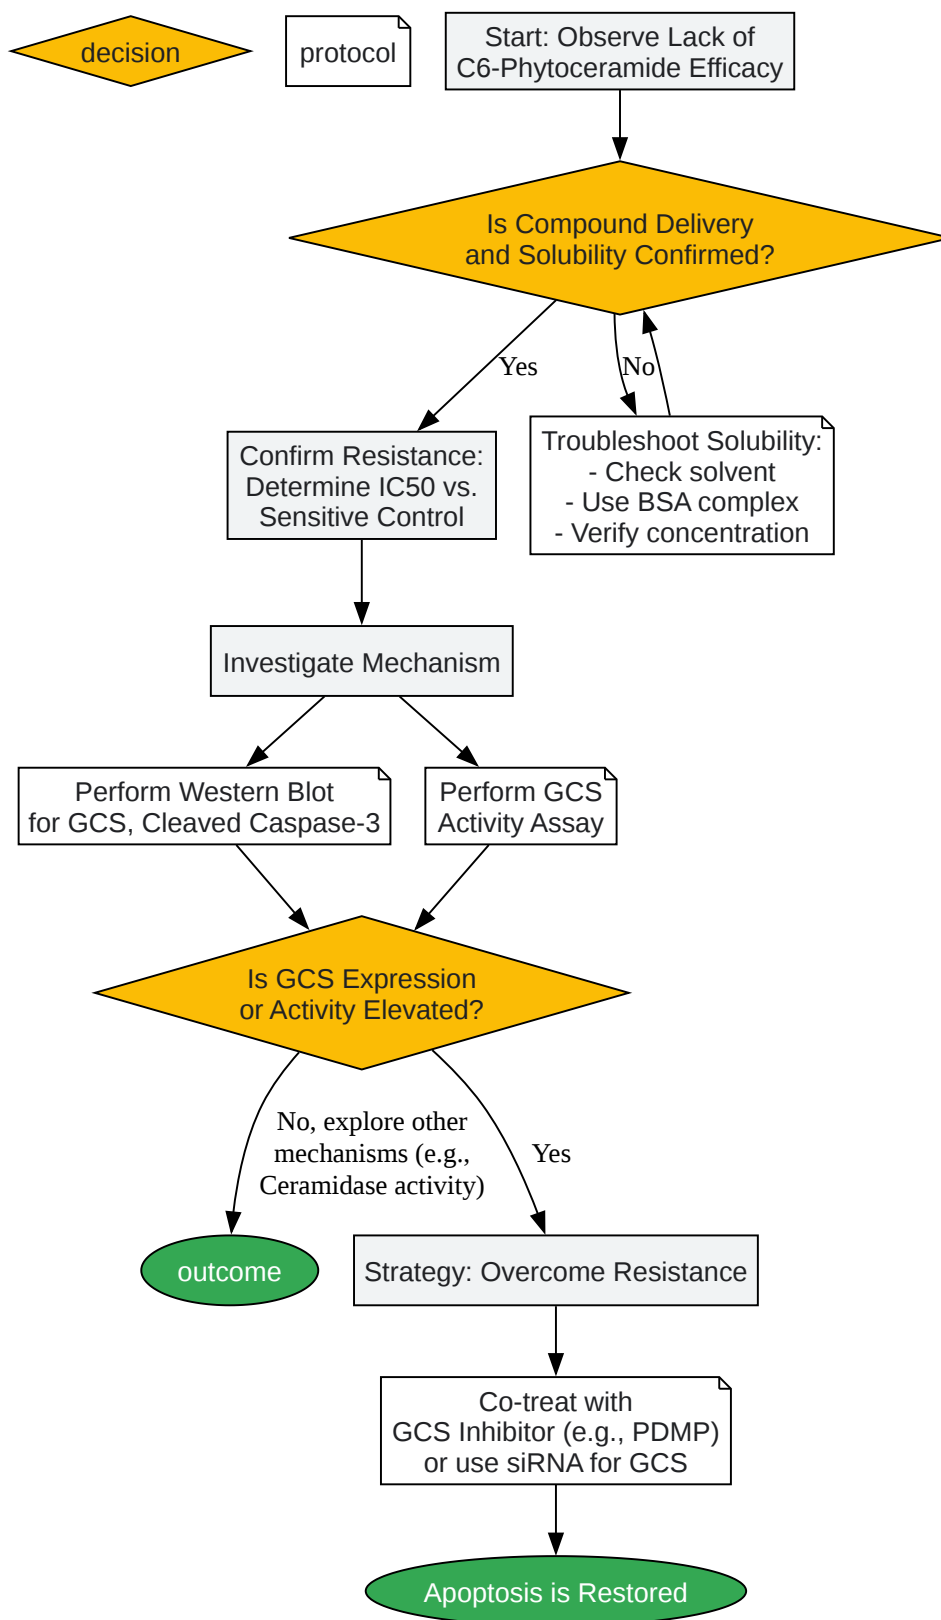 decision
protocol
Start: Observe Lack of
C6-Phytoceramide Efficacy
Is Compound Delivery
and Solubility Confirmed?
Yes
No
Confirm Resistance:
Determine IC50 vs.
Sensitive Control
Troubleshoot Solubility:
- Check solvent
- Use BSA complex
- Verify concentration
Investigate Mechanism
Perform Western Blot
for GCS, Cleaved Caspase-3
Perform GCS
Activity Assay
Is GCS Expression
or Activity Elevated?
No, explore other
mechanisms (e.g.,
Ceramidase activity)
Yes
outcome
Strategy: Overcome Resistance
Co-treat with
GCS Inhibitor (e.g., PDMP)
or use siRNA for GCS
Apoptosis is Restored